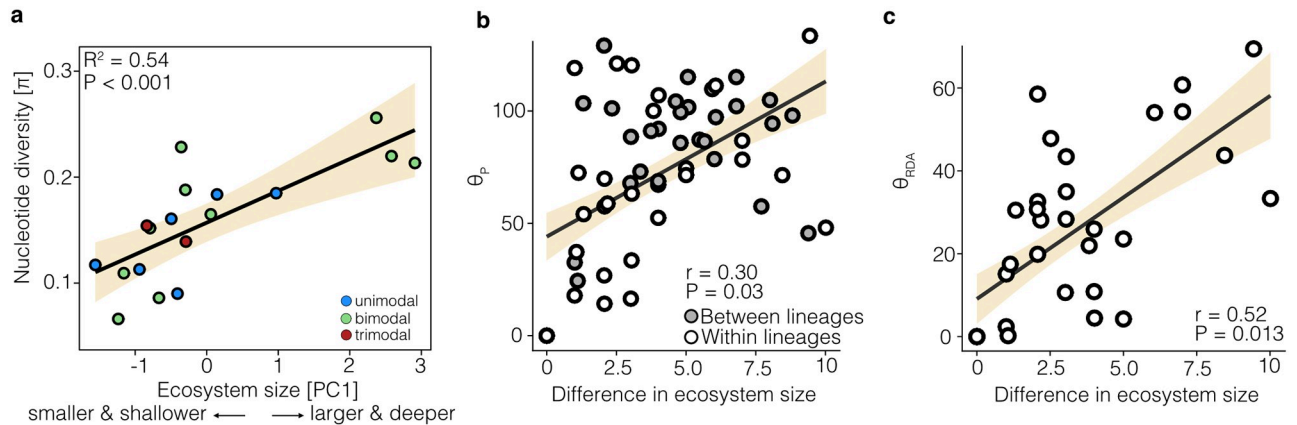 a
R² = 0.54
P < 0.001
Nucleotide diversity [π]
0.3
0.2
0.1
unimodal
bimodal
trimodal
-1 0 1 2 3
Ecosystem size [PC1]
smaller & shallower ← → larger & deeper
b
θP
100
50
0
r = 0.30
P = 0.03
Between lineages
Within lineages
0 2.5 5.0 7.5 10
Difference in ecosystem size
c
θRDA
60
40
20
0
r = 0.52
P = 0.013
0 2.5 5.0 7.5 10
Difference in ecosystem size